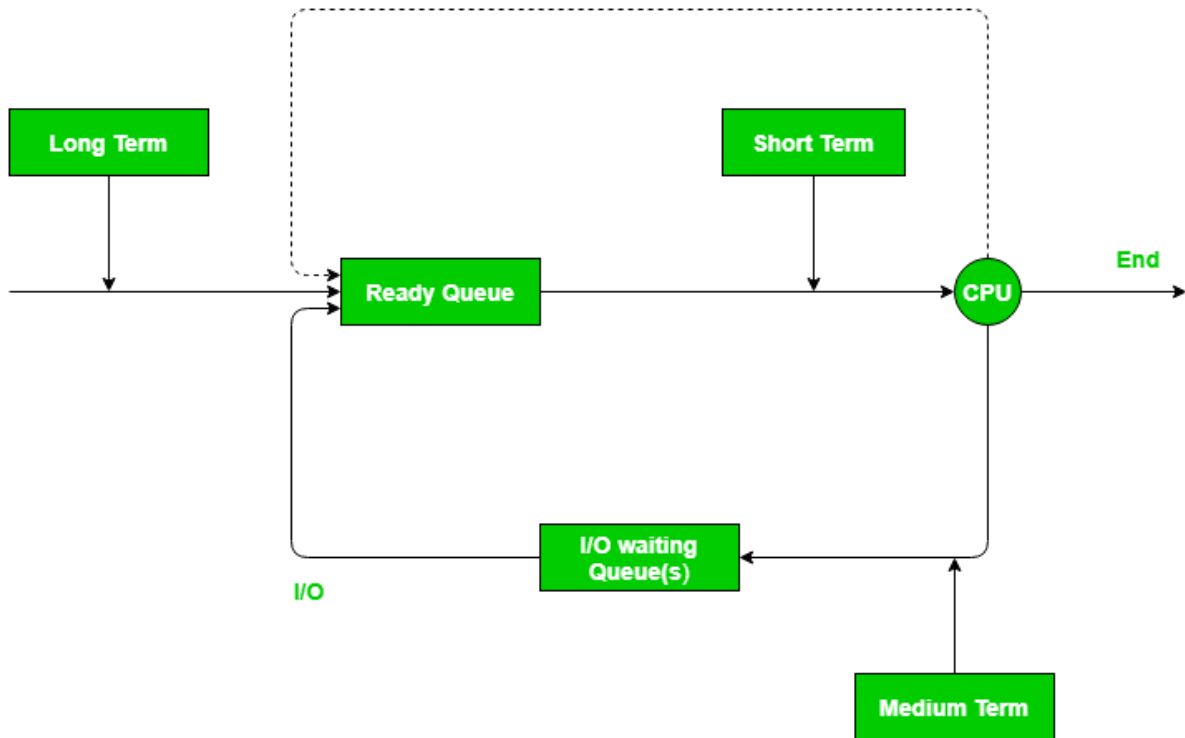 Long Term
Short Term
End
Ready Queue
CPU
I/O waiting
Queue(s)
I/O
Medium Term